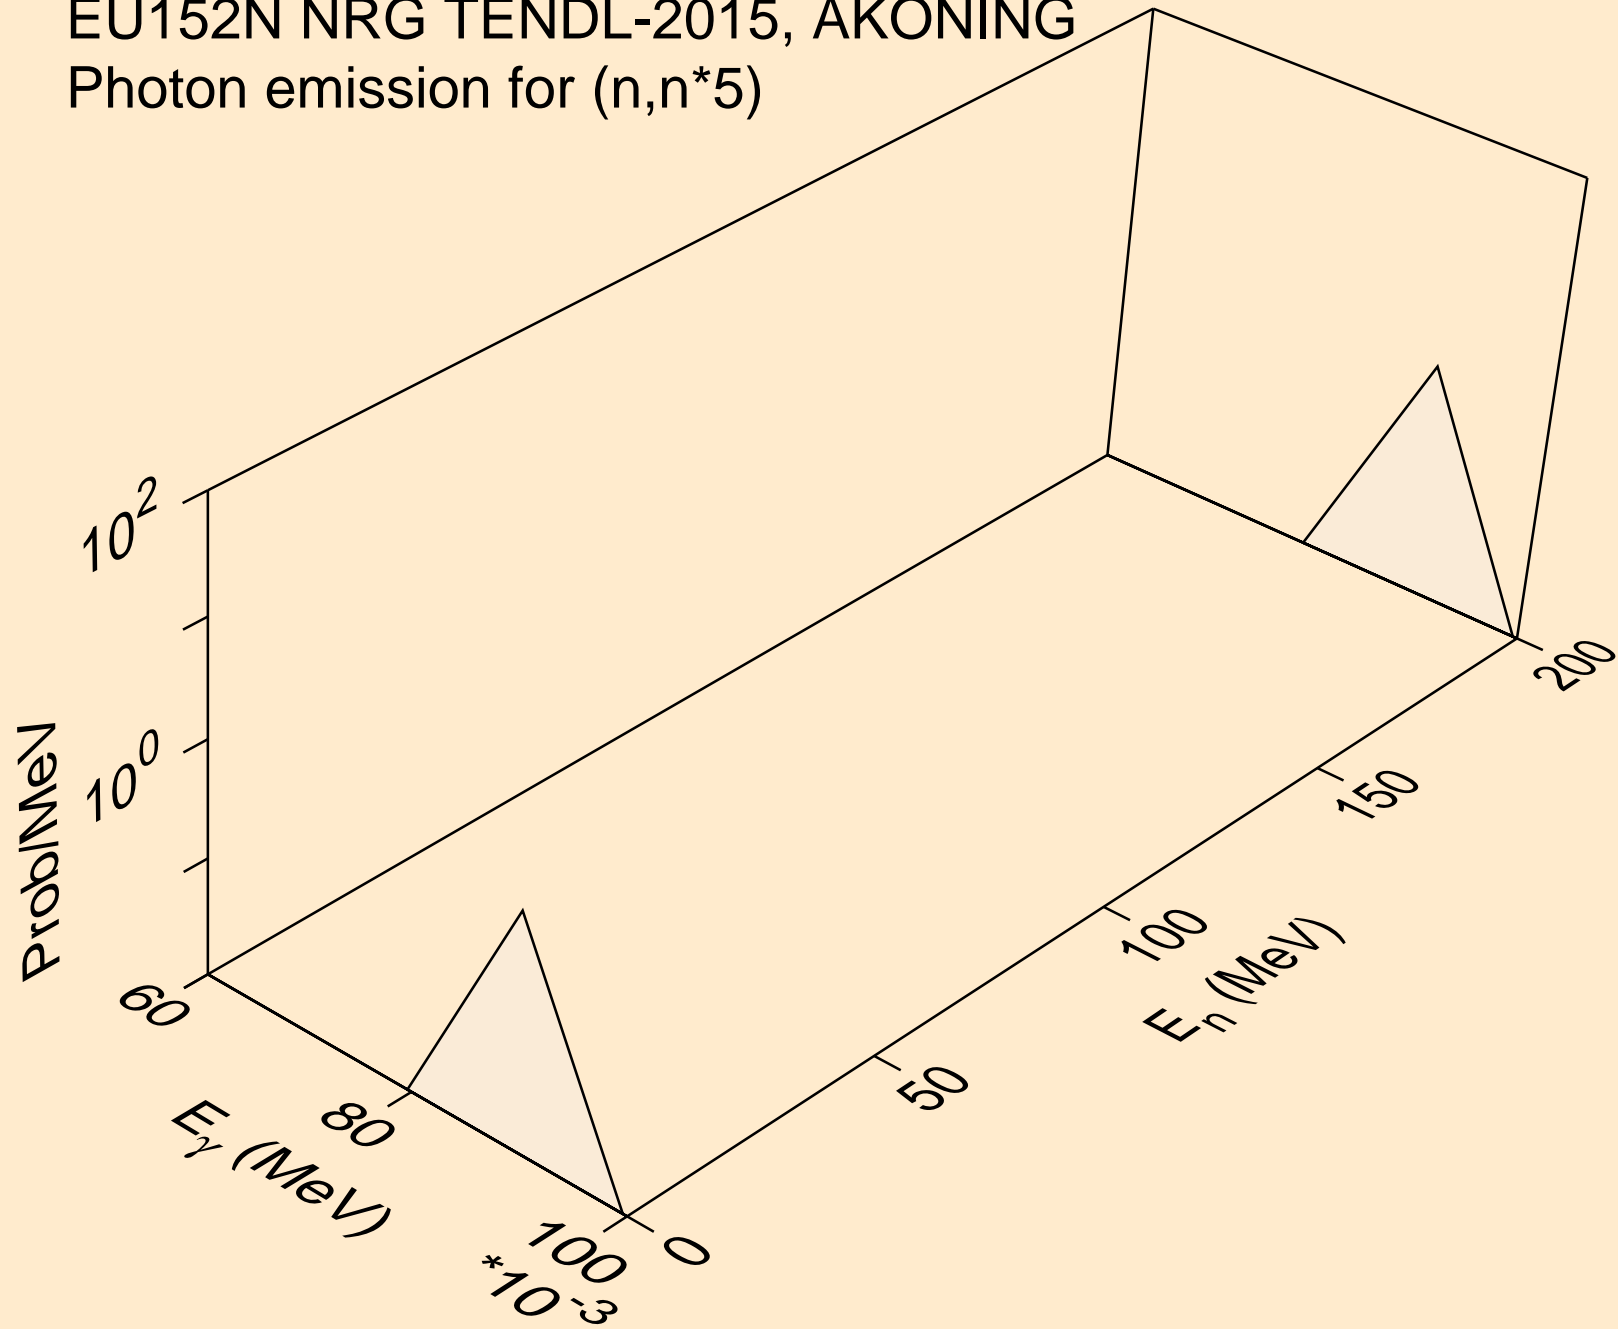 EU152N NRG TENDL-2015, AKONING
Photon emission for (n,n*5)
10²
10⁰
Prob/MeV
60
80
100
*10⁻³
Eᵧ (MeV)
0
50
100
150
200
Eₙ (MeV)